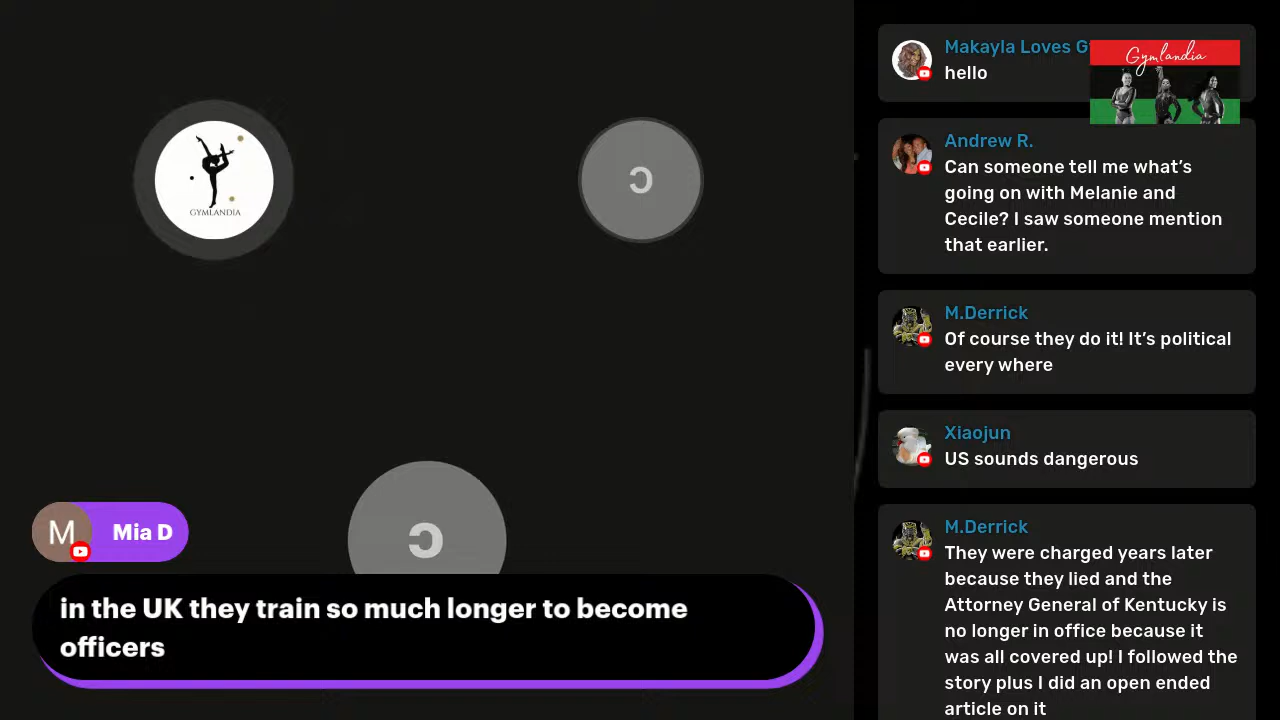 GYMLANDIA
ↄ
ↄ
M
Mia D
in the UK they train so much longer to become
officers
Makayla Loves G
hello
Gymlandia
Andrew R.
Can someone tell me what’s
going on with Melanie and
Cecile? I saw someone mention
that earlier.
M.Derrick
Of course they do it! It’s political
every where
Xiaojun
US sounds dangerous
M.Derrick
They were charged years later
because they lied and the
Attorney General of Kentucky is
no longer in office because it
was all covered up! I followed the
story plus I did an open ended
article on it